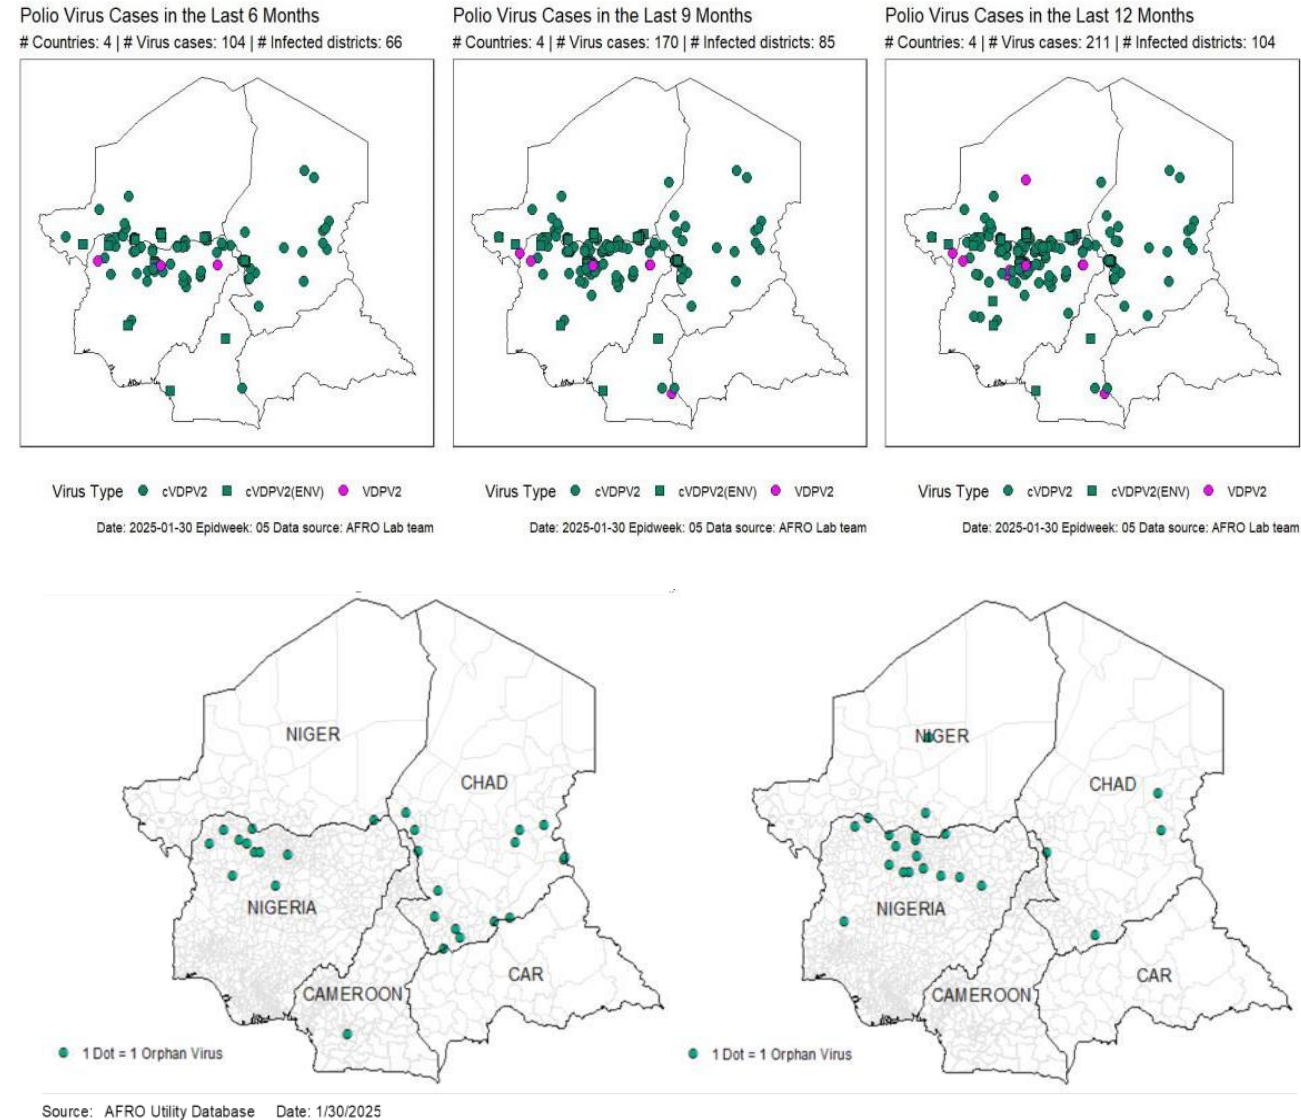 Polio Virus Cases in the Last 6 Months
# Countries: 4 | # Virus cases: 104 | # Infected districts: 66
Polio Virus Cases in the Last 9 Months
# Countries: 4 | # Virus cases: 170 | # Infected districts: 85
Polio Virus Cases in the Last 12 Months
# Countries: 4 | # Virus cases: 211 | # Infected districts: 104
Virus Type cVDPV2 cVDPV2(ENV) VDPV2
Date: 2025-01-30 Epidweek: 05 Data source: AFRO Lab team
Virus Type cVDPV2 cVDPV2(ENV) VDPV2
Date: 2025-01-30 Epidweek: 05 Data source: AFRO Lab team
Virus Type cVDPV2 cVDPV2(ENV) VDPV2
Date: 2025-01-30 Epidweek: 05 Data source: AFRO Lab team
NIGER
CHAD
NIGERIA
CAR
CAMEROON
1 Dot = 1 Orphan Virus
NIGER
CHAD
NIGERIA
CAR
CAMEROON
1 Dot = 1 Orphan Virus
Source: AFRO Utility Database Date: 1/30/2025